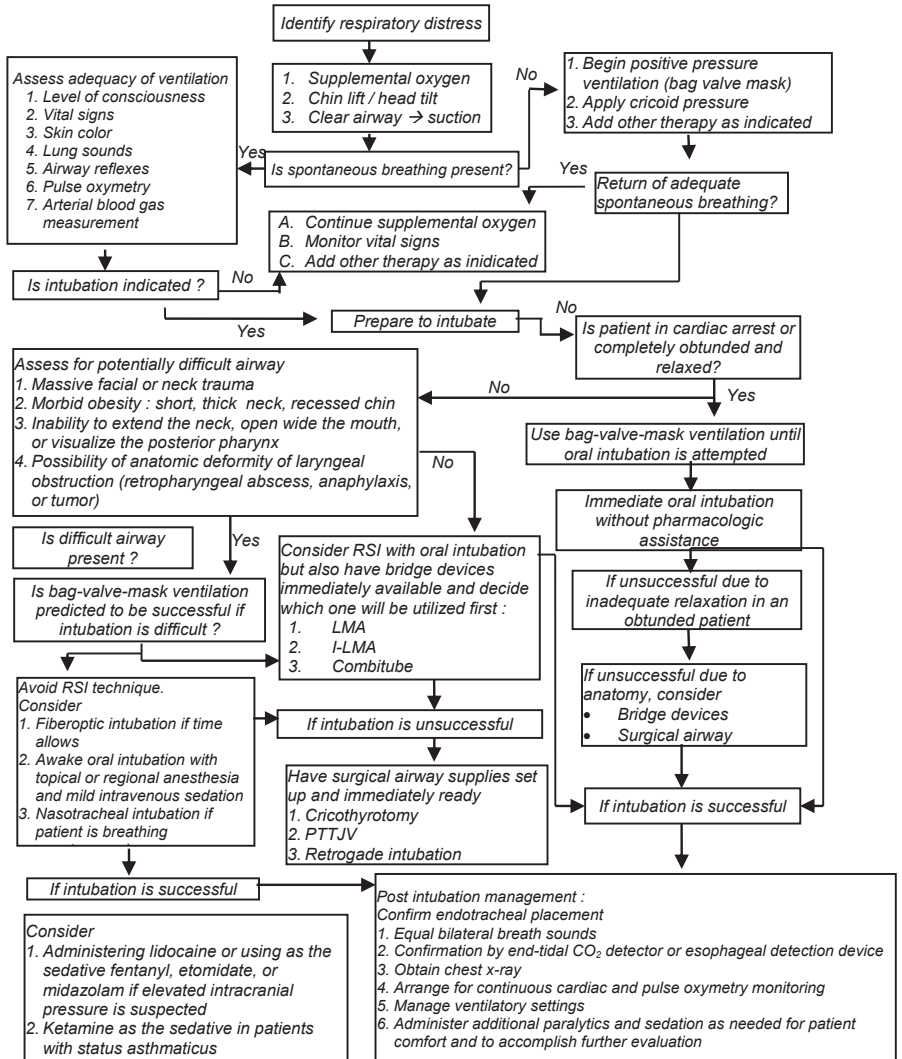 Identify respiratory distress
1. Supplemental oxygen
2. Chin lift / head tilt
3. Clear airway → suction
No
1. Begin positive pressure
ventilation (bag valve mask)
2. Apply cricoid pressure
3. Add other therapy as indicated
Assess adequacy of ventilation
1. Level of consciousness
2. Vital signs
3. Skin color
4. Lung sounds
5. Airway reflexes
6. Pulse oxymetry
7. Arterial blood gas
measurement
Yes
Is spontaneous breathing present?
Yes
Return of adequate
spontaneous breathing?
A. Continue supplemental oxygen
B. Monitor vital signs
C. Add other therapy as inidicated
Is intubation indicated ?
No
Yes
Prepare to intubate
No
Is patient in cardiac arrest or
completely obtunded and
relaxed?
Assess for potentially difficult airway
1. Massive facial or neck trauma
2. Morbid obesity : short, thick neck, recessed chin
3. Inability to extend the neck, open wide the mouth,
or visualize the posterior pharynx
4. Possibility of anatomic deformity of laryngeal
obstruction (retropharyngeal abscess, anaphylaxis,
or tumor)
No
Yes
No
Use bag-valve-mask ventilation until
oral intubation is attempted
Immediate oral intubation
without pharmacologic
assistance
Is difficult airway
present ?
Yes
Consider RSI with oral intubation
but also have bridge devices
immediately available and decide
which one will be utilized first :
1. LMA
2. I-LMA
3. Combitube
If unsuccessful due to
inadequate relaxation in an
obtunded patient
Is bag-valve-mask ventilation
predicted to be successful if
intubation is difficult ?
If unsuccessful due to
anatomy, consider
• Bridge devices
• Surgical airway
Avoid RSI technique.
Consider
1. Fiberoptic intubation if time
allows
2. Awake oral intubation with
topical or regional anesthesia
and mild intravenous sedation
3. Nasotracheal intubation if
patient is breathing
If intubation is unsuccessful
Have surgical airway supplies set
up and immediately ready
1. Cricothyrotomy
2. PTTJV
3. Retrogade intubation
If intubation is successful
If intubation is successful
Consider
1. Administering lidocaine or using as the
sedative fentanyl, etomidate, or
midazolam if elevated intracranial
pressure is suspected
2. Ketamine as the sedative in patients
with status asthmaticus
Post intubation management :
Confirm endotracheal placement
1. Equal bilateral breath sounds
2. Confirmation by end-tidal CO2 detector or esophageal detection device
3. Obtain chest x-ray
4. Arrange for continuous cardiac and pulse oxymetry monitoring
5. Manage ventilatory settings
6. Administer additional paralytics and sedation as needed for patient
comfort and to accomplish further evaluation